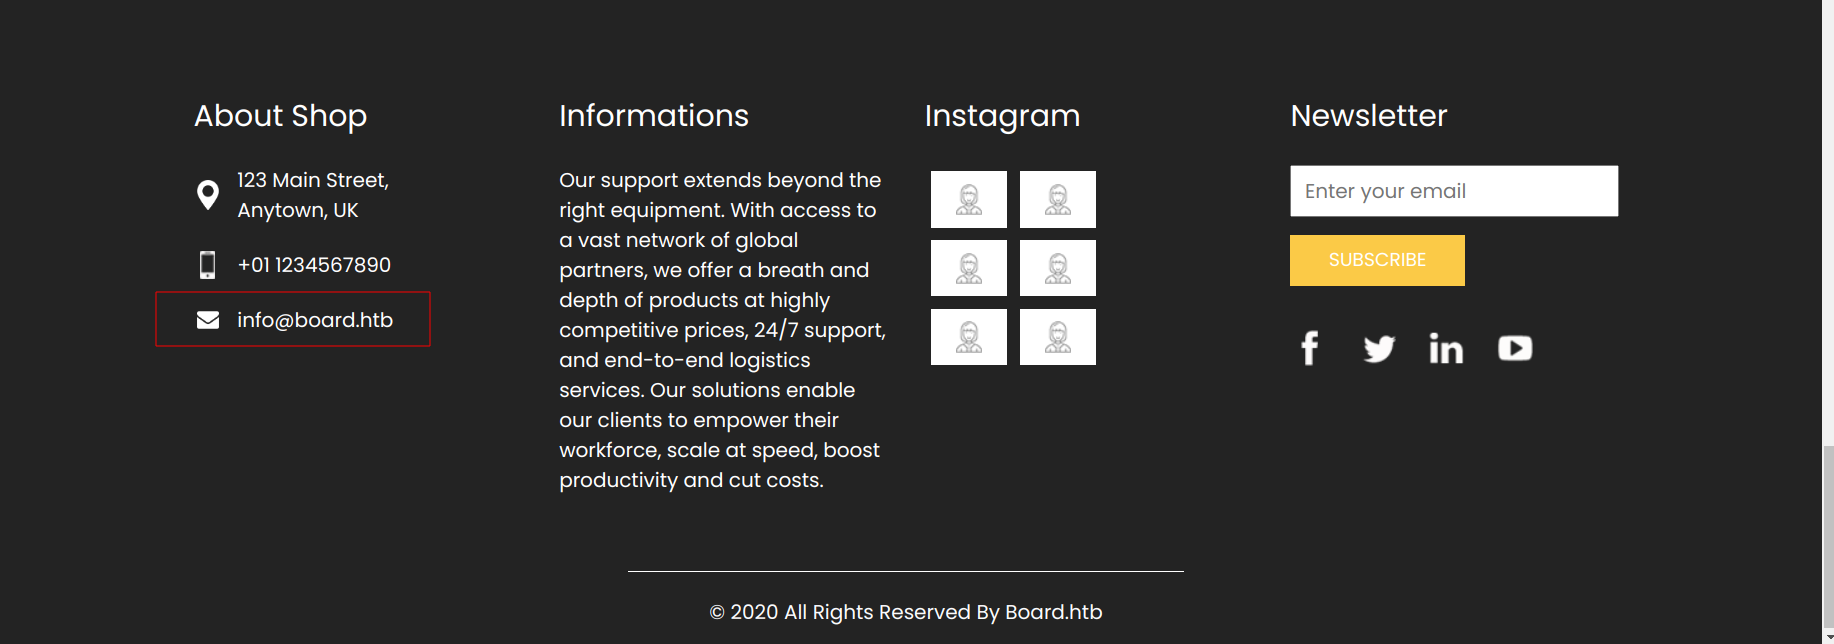 About Shop
123 Main Street,
Anytown, UK
+01 1234567890
info@board.htb
Informations
Our support extends beyond the
right equipment. With access to
a vast network of global
partners, we offer a breath and
depth of products at highly
competitive prices, 24/7 support,
and end-to-end logistics
services. Our solutions enable
our clients to empower their
workforce, scale at speed, boost
productivity and cut costs.
Instagram
Newsletter
Enter your email
SUBSCRIBE
© 2020 All Rights Reserved By Board.htb